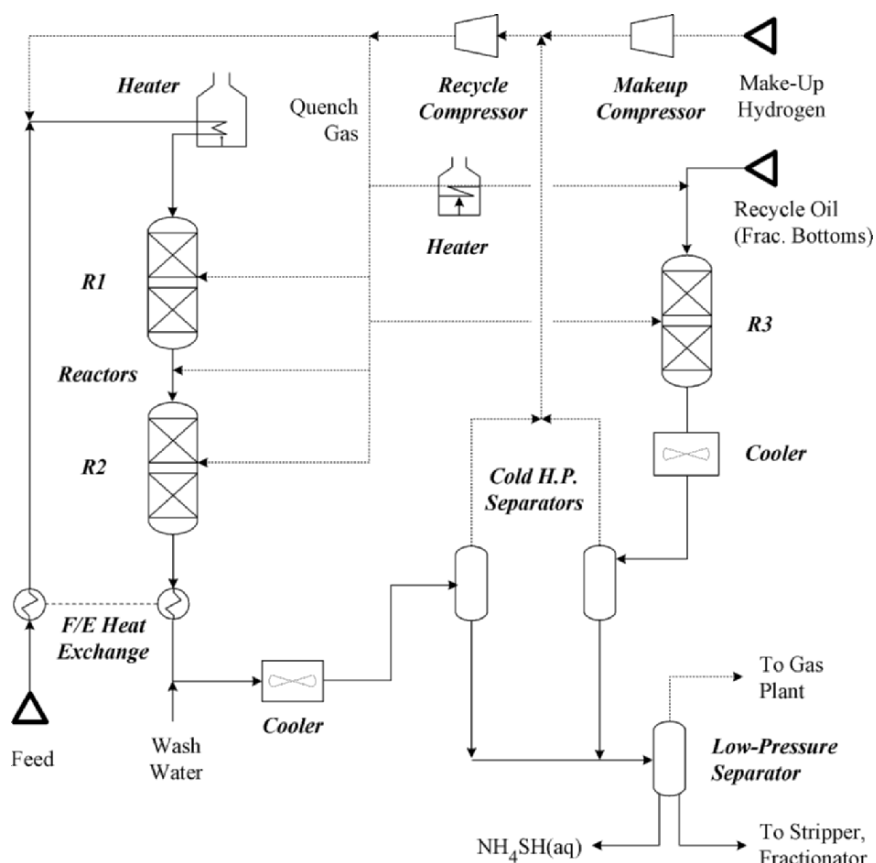 Heater
Quench
Gas
Recycle
Compressor
Makeup
Compressor
Make-Up
Hydrogen
Heater
Recycle Oil
(Frac. Bottoms)
R1
R3
Reactors
R2
Cold H.P.
Separators
Cooler
F/E Heat
Exchange
Feed
Wash
Water
Cooler
To Gas
Plant
Low-Pressure
Separator
NH4SH(aq)
To Stripper,
Fractionator